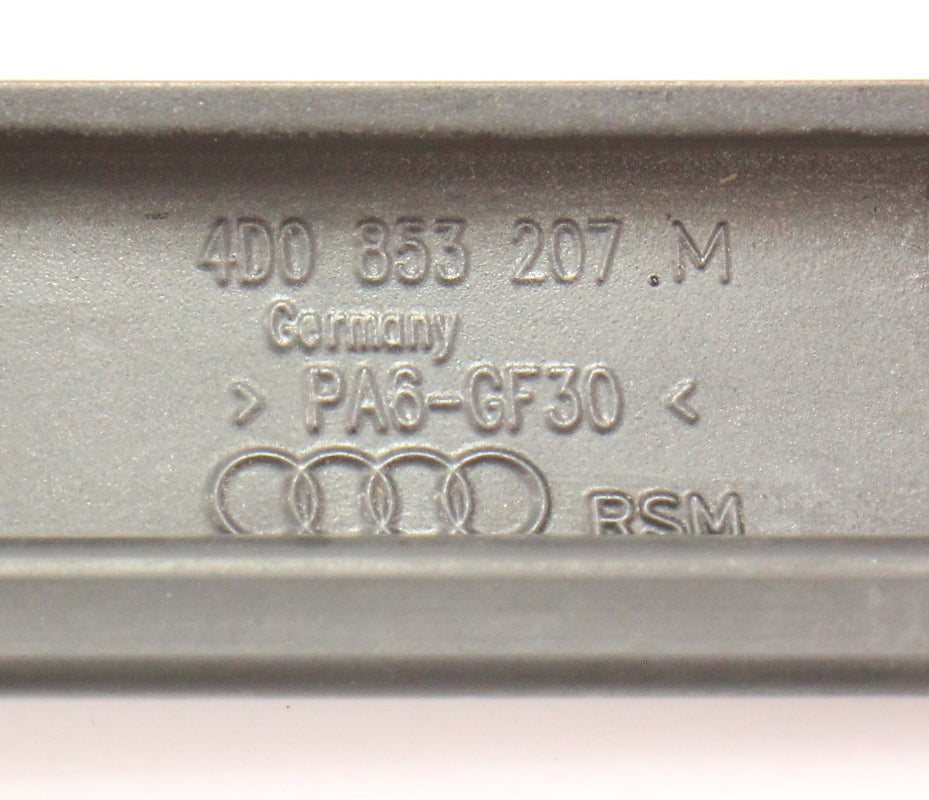 4D0 853 207 .M
Germany
> PA6-GF30 <
RSM